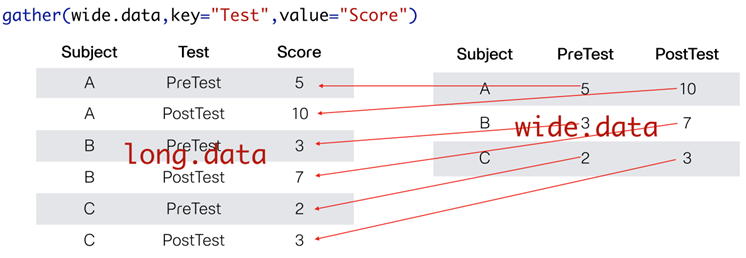 gather(wide.data,key="Test",value="Score")
Subject Test Score
A PreTest 5
A PostTest 10
B PreTest 3
B PostTest 7
C PreTest 2
C PostTest 3
long.data
Subject PreTest PostTest
A 5 10
B 3 7
C 2 3
wide.data